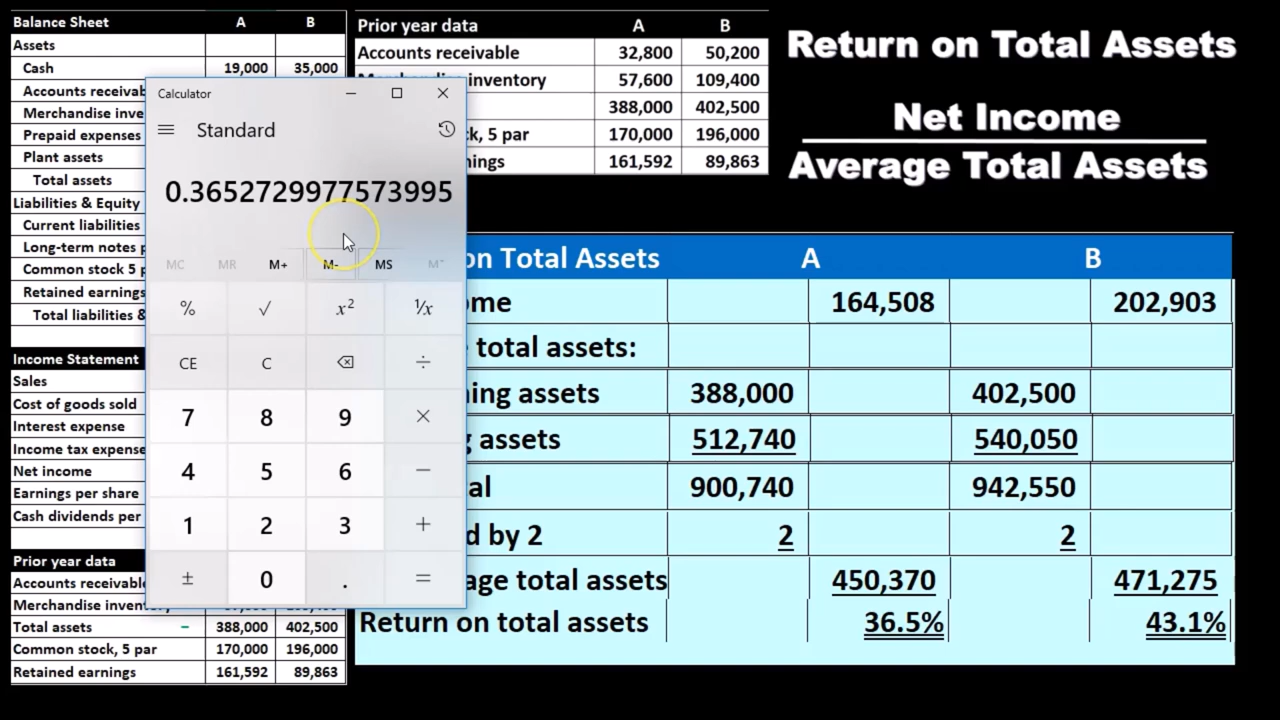 Balance Sheet A B
Assets
Cash 19,000 35,000
Accounts receivab
Merchandise inve
Prepaid expenses
Plant assets
Total assets
Liabilities & Equity
Current liabilities
Long-term notes p
Common stock 5 p
Retained earnings
Total liabilities &
Income Statement
Sales
Cost of goods sold
Interest expense
Income tax expense
Net income
Earnings per share
Cash dividends per
Prior year data
Accounts receivable
Merchandise inventory
Total assets 388,000 402,500
Common stock, 5 par 170,000 196,000
Retained earnings 161,592 89,863
Calculator
Standard
0.3652729977573995
MC MR M+ M- MS M˅
% √ x² ¹/x
CE C ÷
7 8 9 ×
4 5 6 −
1 2 3 +
± 0 . =
Prior year data A B
Accounts receivable 32,800 50,200
inventory 57,600 109,400
388,000 402,500
ck, 5 par 170,000 196,000
nings 161,592 89,863
Return on Total Assets
Net Income
Average Total Assets
on Total Assets A B
ome 164,508 202,903
total assets:
ing assets 388,000 402,500
assets 512,740 540,050
al 900,740 942,550
d by 2 2 2
age total assets 450,370 471,275
Return on total assets 36.5% 43.1%